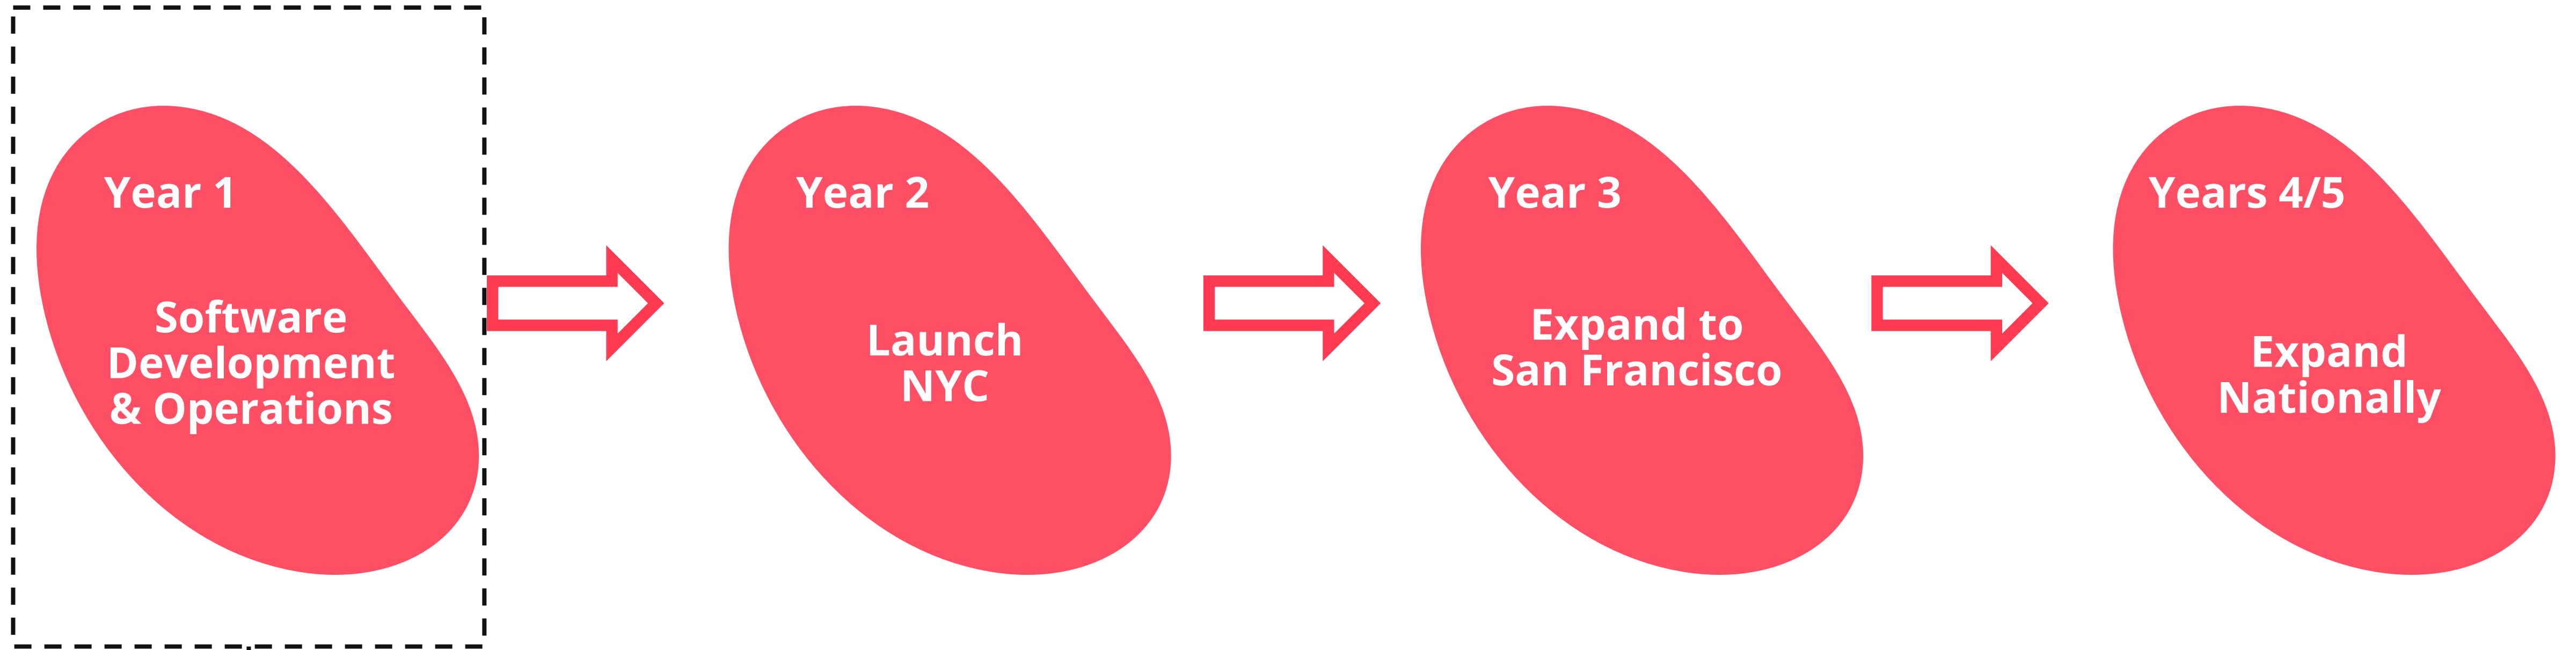 Year 1
Software
Development
& Operations
Year 2
Launch
NYC
Year 3
Expand to
San Francisco
Years 4/5
Expand
Nationally